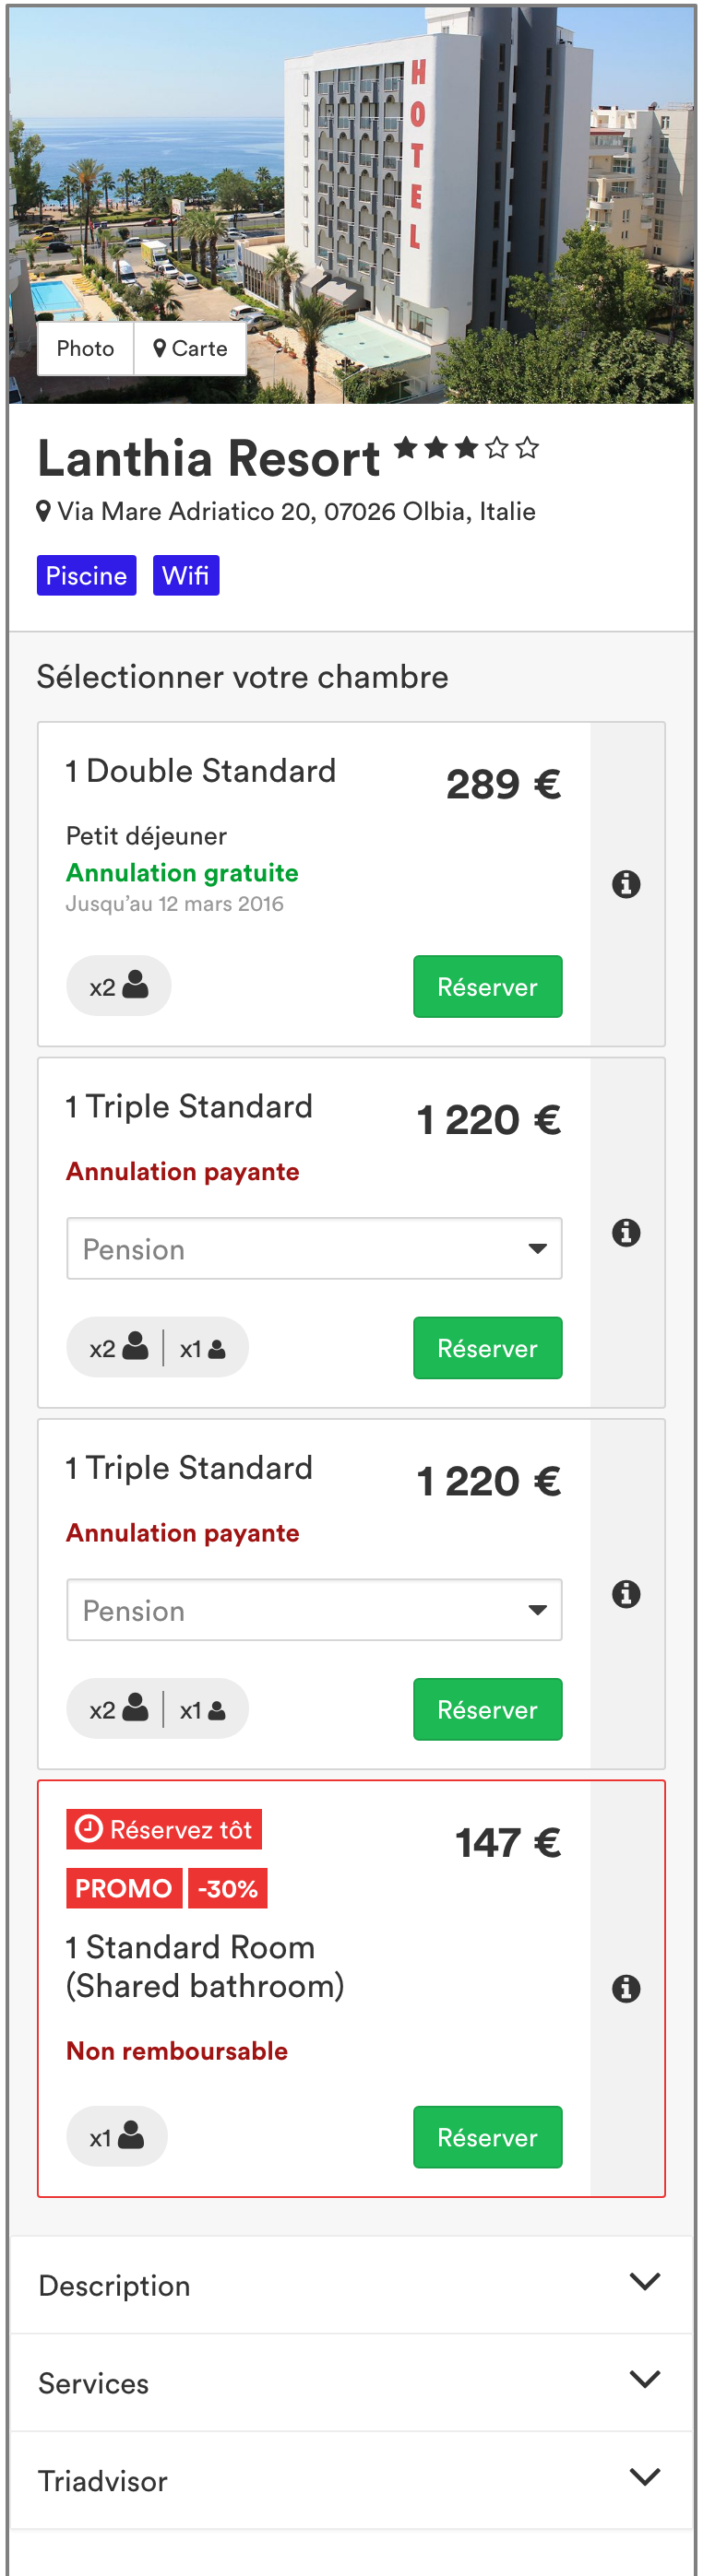 HOTEL
Photo
Carte
Lanthia Resort
Via Mare Adriatico 20, 07026 Olbia, Italie
Piscine Wifi
Sélectionner votre chambre
1 Double Standard
289 €
Petit déjeuner
Annulation gratuite
Jusqu'au 12 mars 2016
x2
Réserver
1 Triple Standard
1 220 €
Annulation payante
Pension
x2 x1
Réserver
1 Triple Standard
1 220 €
Annulation payante
Pension
x2 x1
Réserver
Réservez tôt
147 €
PROMO -30%
1 Standard Room
(Shared bathroom)
Non remboursable
x1
Réserver
Description
Services
Triadvisor